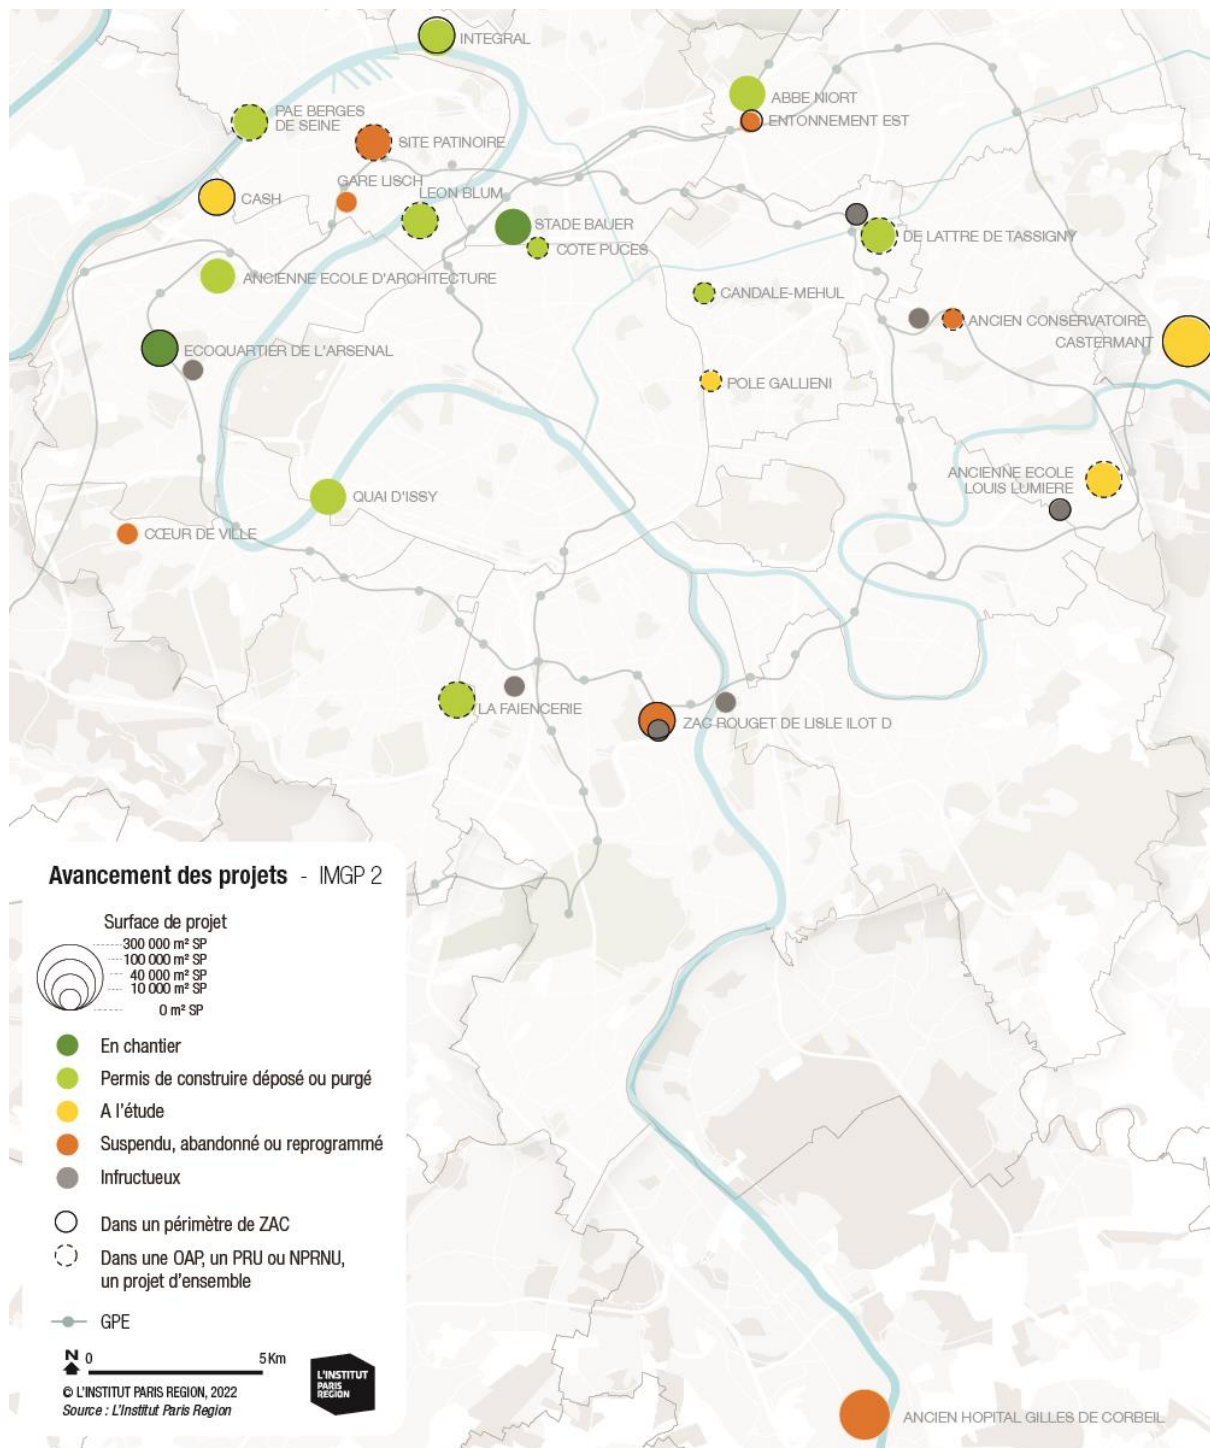 INTEGRAL
ABBE NIORT
ENTONNEMENT EST
PAE BERGES
DE SEINE
SITE PATINOIRE
GARE LISCH
LEON BLUM
CASH
STADE BAUER
COTE PUCES
DE LATTRE DE TASSIGNY
ANCIENNE ECOLE D'ARCHITECTURE
CANDALE-MEHUL
ANCIEN CONSERVATOIRE
CASTERMANT
ECOQUARTIER DE L'ARSENAL
POLE GALLIENI
ANCIENNE ECOLE
LOUIS LUMIERE
QUAI D'ISSY
CŒUR DE VILLE
LA FAIENCERIE
ZAC ROUGET DE LISLE ILOT D
Avancement des projets - IMGP 2
Surface de projet
300 000 m² SP
100 000 m² SP
40 000 m² SP
10 000 m² SP
0 m² SP
En chantier
Permis de construire déposé ou purgé
A l'étude
Suspendu, abandonné ou reprogrammé
Infructueux
Dans un périmètre de ZAC
Dans une OAP, un PRU ou NPRNU,
un projet d'ensemble
GPE
N 0 5 Km
© L'INSTITUT PARIS REGION, 2022
Source : L'Institut Paris Region
L'INSTITUT
PARIS
REGION
ANCIEN HOPITAL GILLES DE CORBEIL